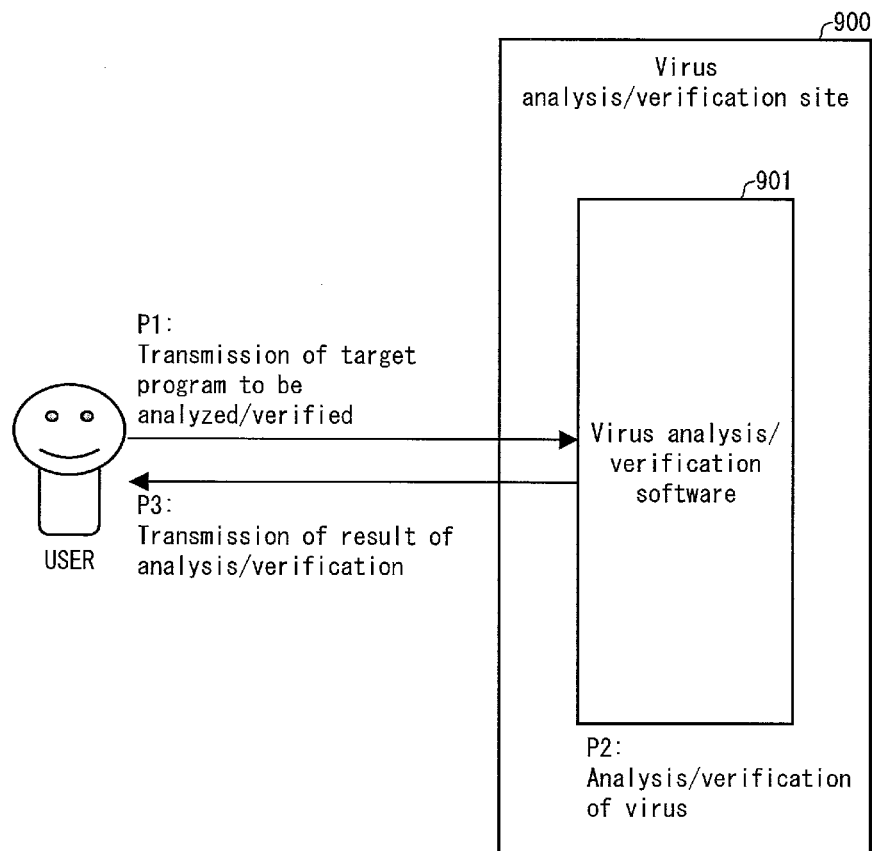 900
Virus
analysis/verification site
901
P1:
Transmission of target
program to be
analyzed/verified
Virus analysis/
verification
software
P3:
Transmission of result of
analysis/verification
USER
P2:
Analysis/verification
of virus